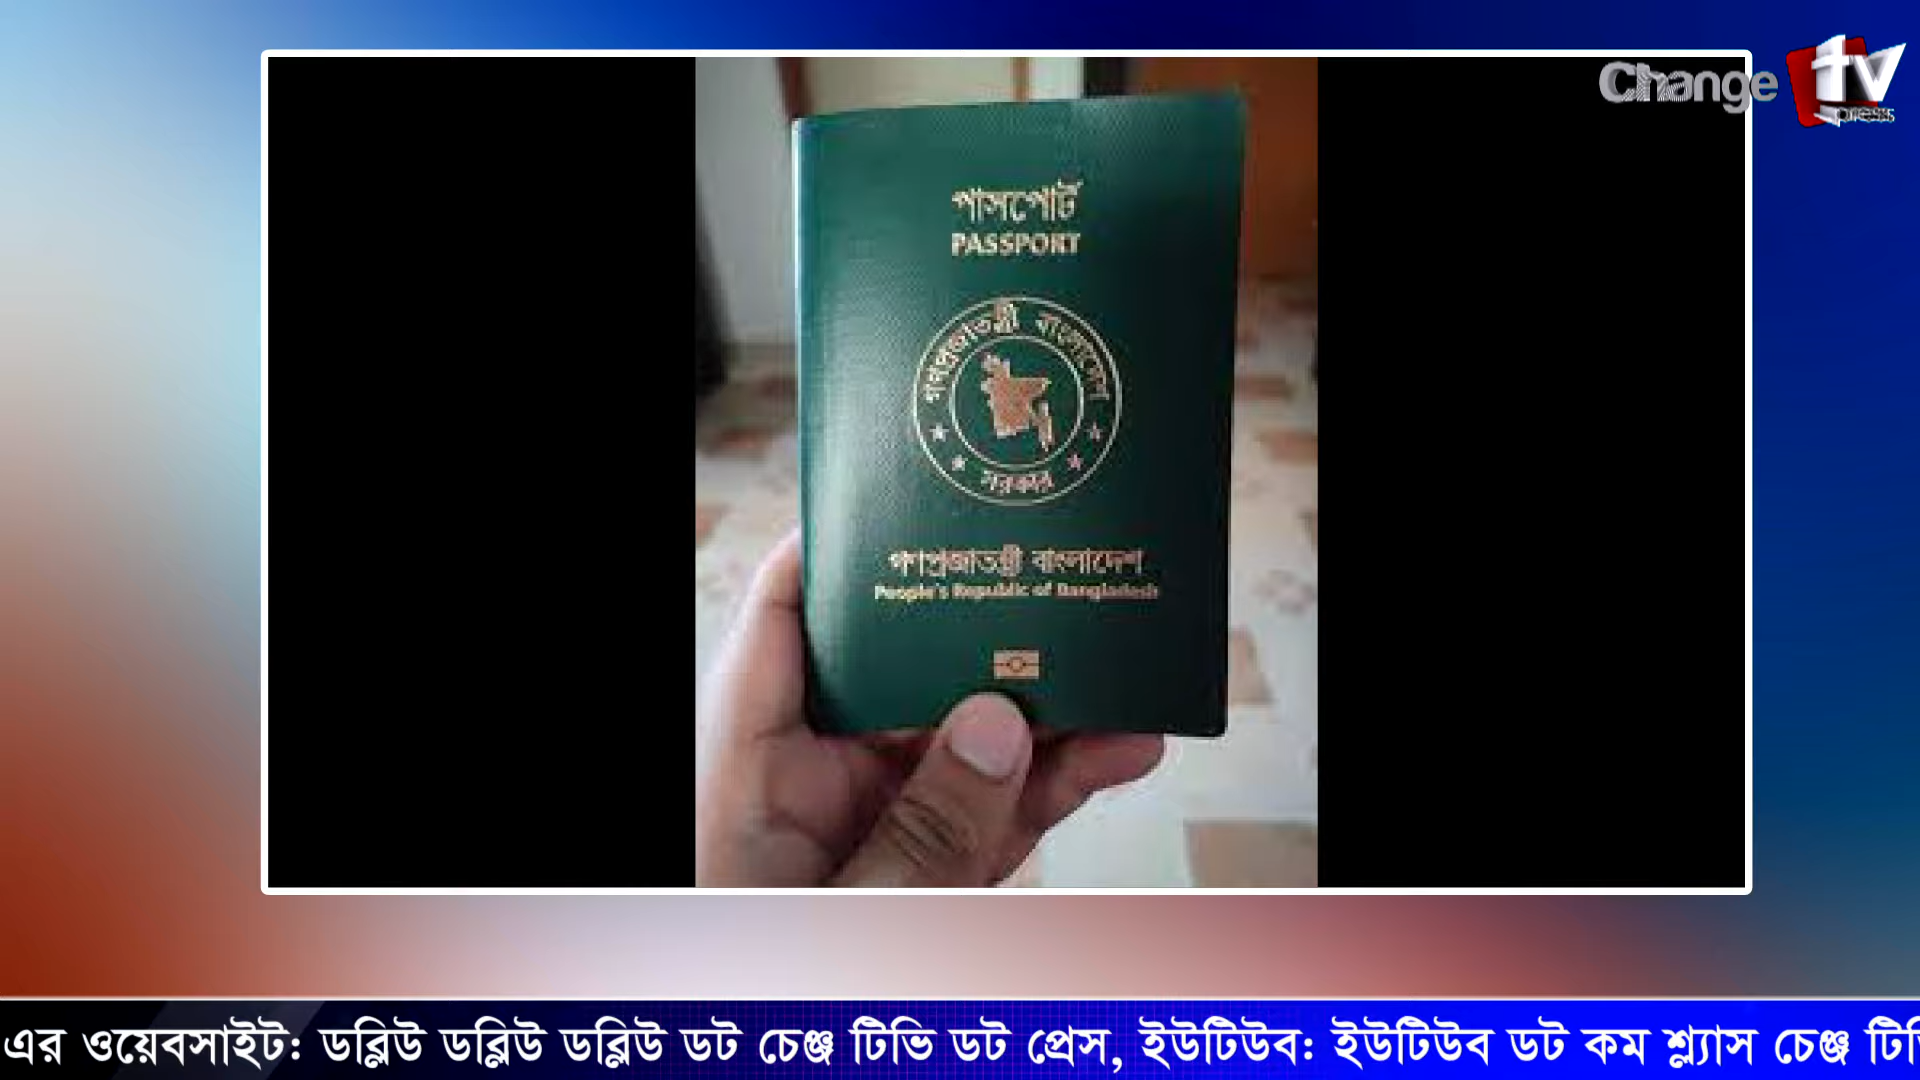 Change tv
press
পাসপোর্ট
PASSPORT
গণপ্রজাতন্ত্রী বাংলাদেশ
সরকার
গণপ্রজাতন্ত্রী বাংলাদেশ
People's Republic of Bangladesh
এর ওয়েবসাইট: ডব্লিউ ডব্লিউ ডব্লিউ ডট চেঞ্জ টিভি ডট প্রেস, ইউটিউব: ইউটিউব ডট কম শ্ল্যাস চেঞ্জ